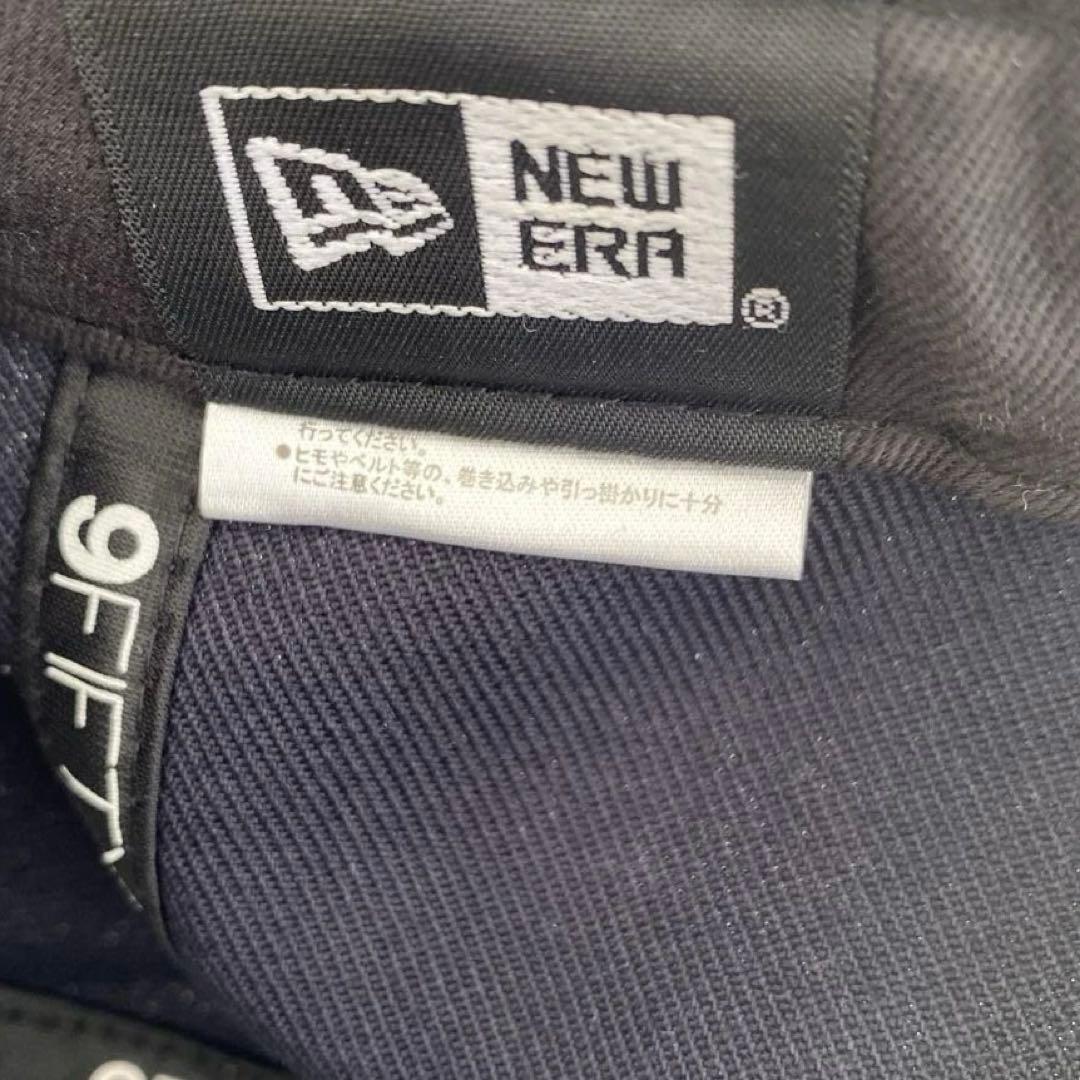 NEW
ERA
®
行ってください。
●ヒモやベルト等の、巻き込みや引っ掛かりに十分
にご注意ください。
9FIFTY